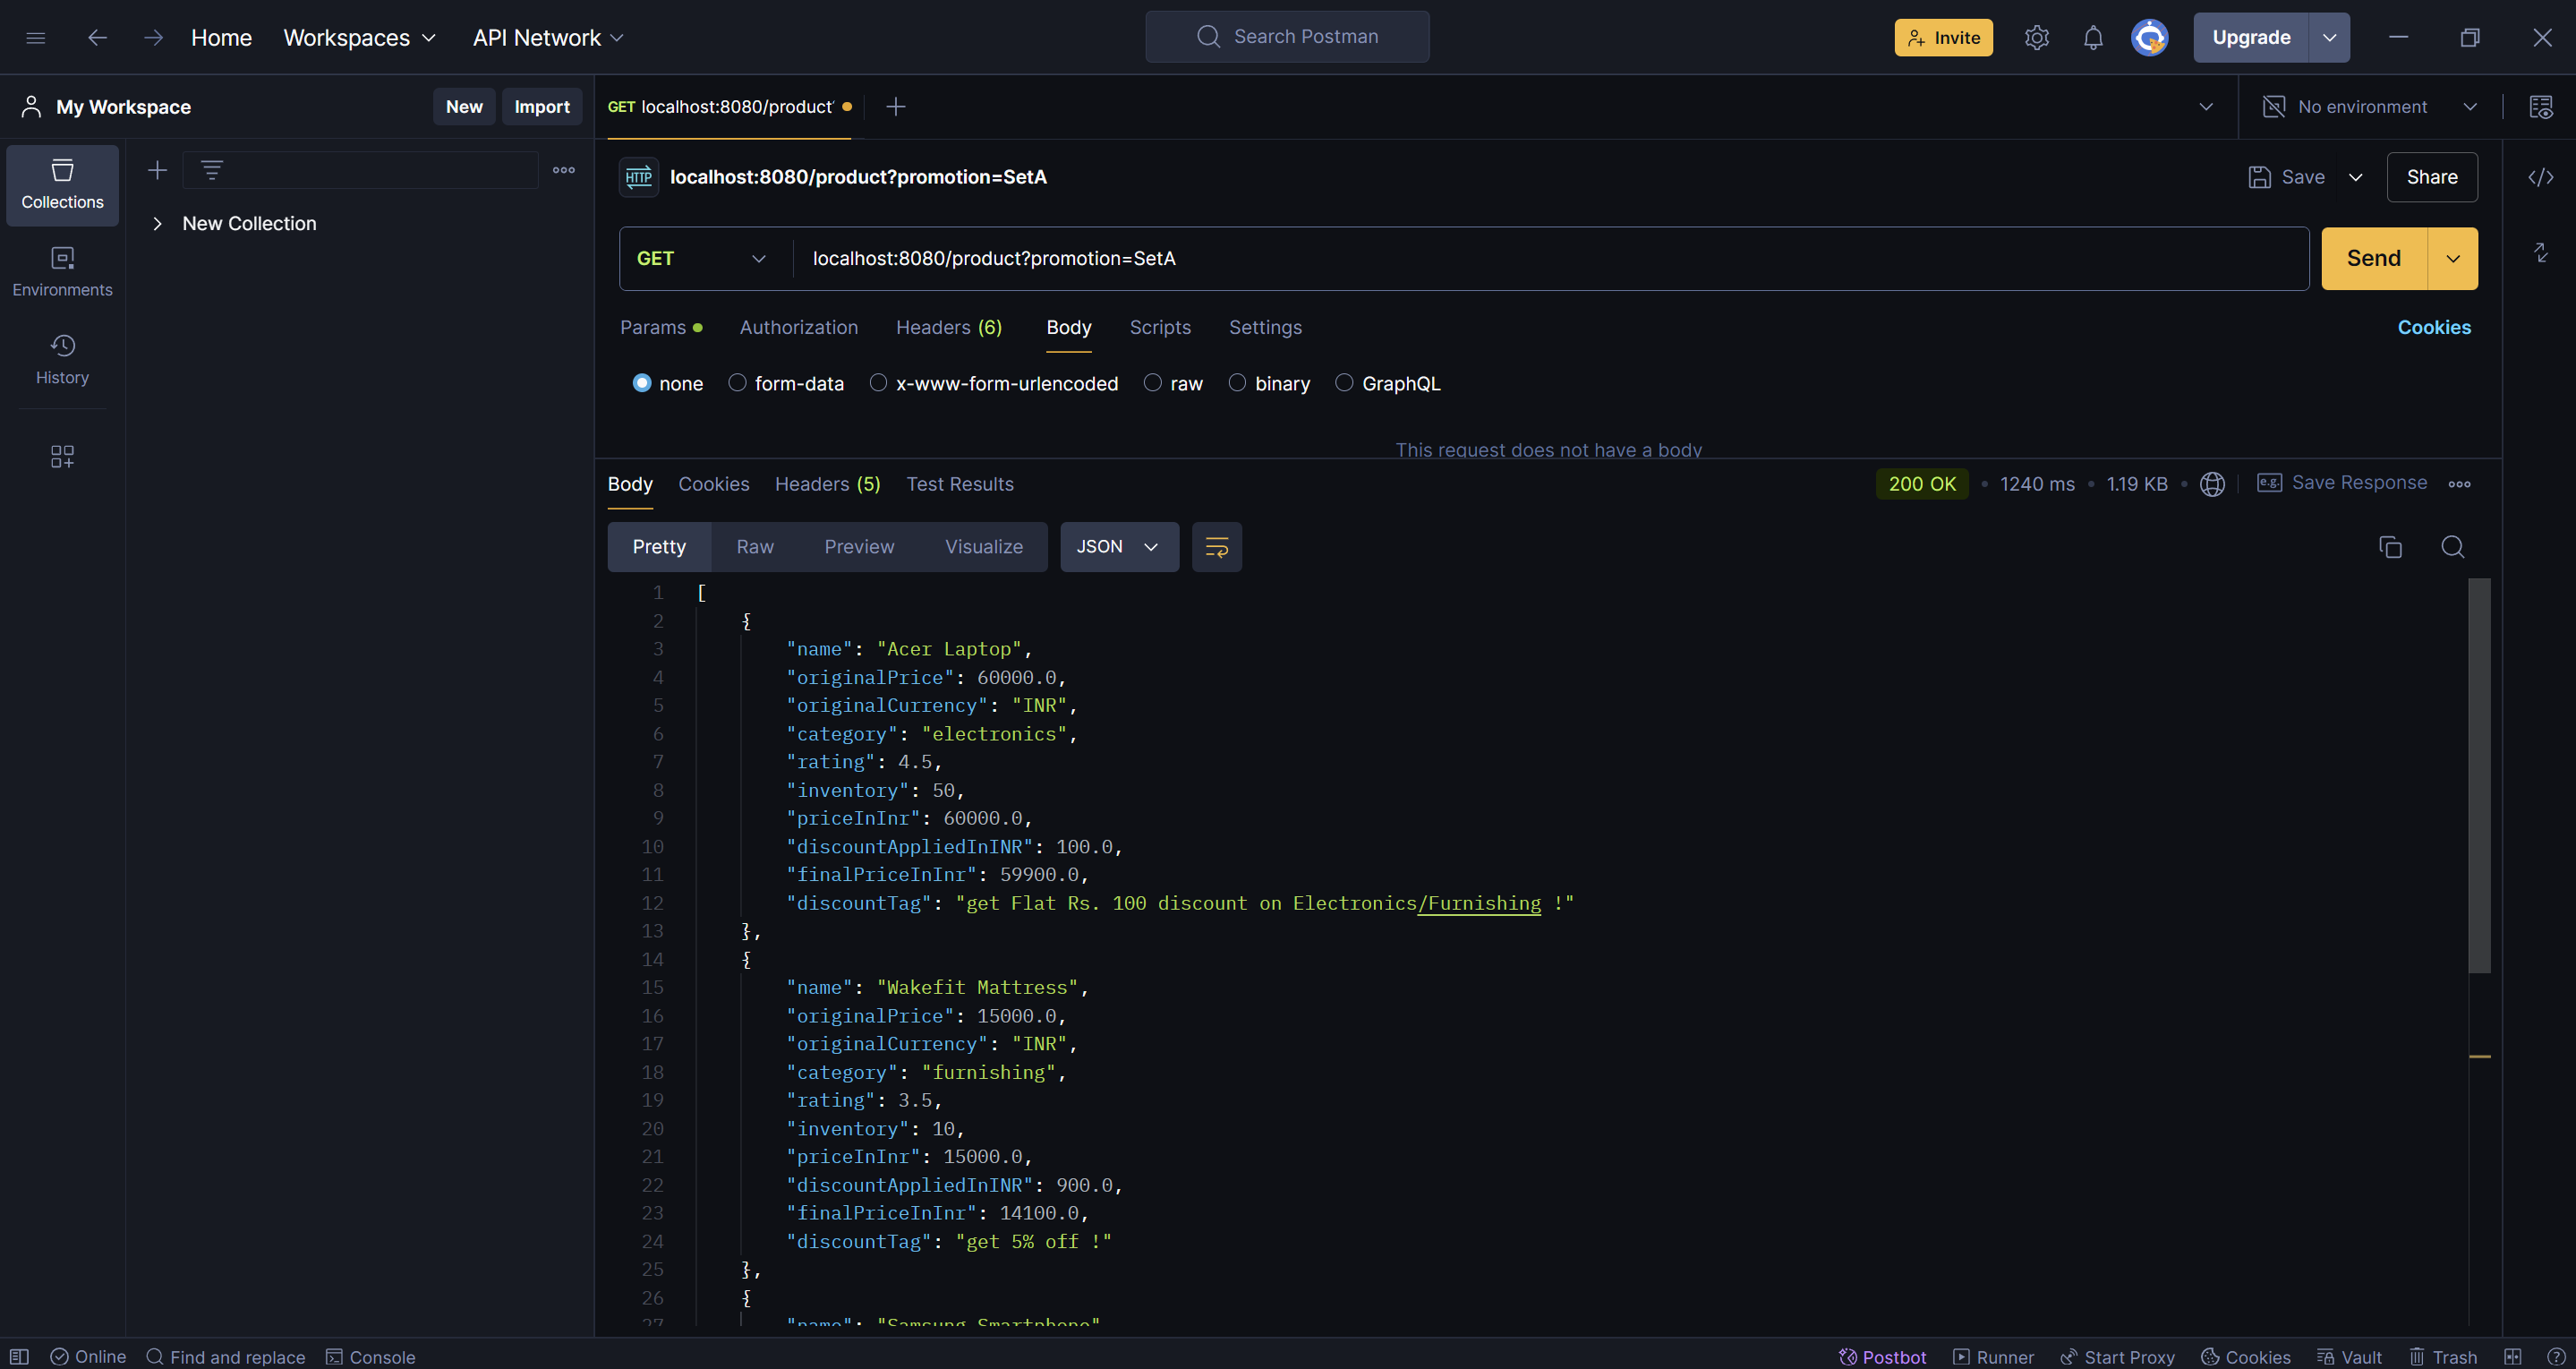 Home Workspaces API Network Search Postman Invite Upgrade
My Workspace New Import GET localhost:8080/product No environment
Collections
New Collection
Environments
History
HTTP localhost:8080/product?promotion=SetA Save Share
GET localhost:8080/product?promotion=SetA Send
Params Authorization Headers (6) Body Scripts Settings Cookies
none form-data x-www-form-urlencoded raw binary GraphQL
This request does not have a body
Body Cookies Headers (5) Test Results 200 OK • 1240 ms • 1.19 KB • e.g. Save Response
Pretty Raw Preview Visualize JSON
1 [
2 {
3 "name": "Acer Laptop",
4 "originalPrice": 60000.0,
5 "originalCurrency": "INR",
6 "category": "electronics",
7 "rating": 4.5,
8 "inventory": 50,
9 "priceInInr": 60000.0,
10 "discountAppliedInINR": 100.0,
11 "finalPriceInInr": 59900.0,
12 "discountTag": "get Flat Rs. 100 discount on Electronics/Furnishing !"
13 },
14 {
15 "name": "Wakefit Mattress",
16 "originalPrice": 15000.0,
17 "originalCurrency": "INR",
18 "category": "furnishing",
19 "rating": 3.5,
20 "inventory": 10,
21 "priceInInr": 15000.0,
22 "discountAppliedInINR": 900.0,
23 "finalPriceInInr": 14100.0,
24 "discountTag": "get 5% off !"
25 },
26 {
27 "name": "Samsung Smartphone"
Online Find and replace Console Postbot Runner Start Proxy Cookies Vault Trash